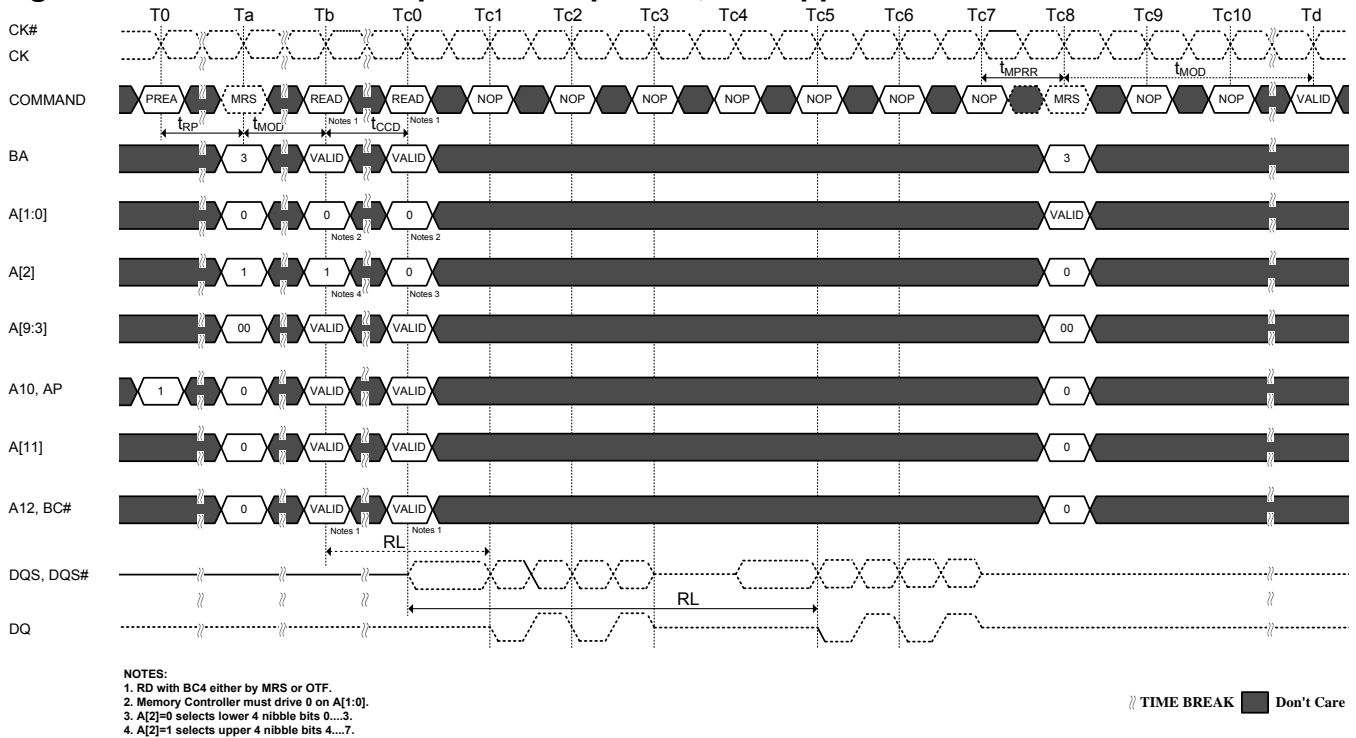 T0 Ta Tb Tc0 Tc1 Tc2 Tc3 Tc4 Tc5 Tc6 Tc7 Tc8 Tc9 Tc10 Td
CK#
CK
tMPRR tMOD
COMMAND PREA MRS READ READ NOP NOP NOP NOP NOP NOP NOP MRS NOP NOP VALID
Notes 1 Notes 1
tRP tMOD tCCD
BA 3 VALID VALID 3
A[1:0] 0 0 0 VALID
Notes 2 Notes 2
A[2] 1 1 0 0
Notes 4 Notes 3
A[9:3] 00 VALID VALID 00
A10, AP 1 0 VALID VALID 0
A[11] 0 VALID VALID 0
A12, BC# 0 VALID VALID 0
Notes 1 Notes 1
RL
DQS, DQS#
RL
DQ
NOTES:
1. RD with BC4 either by MRS or OTF.
2. Memory Controller must drive 0 on A[1:0].
3. A[2]=0 selects lower 4 nibble bits 0....3.
4. A[2]=1 selects upper 4 nibble bits 4....7.
TIME BREAK Don't Care